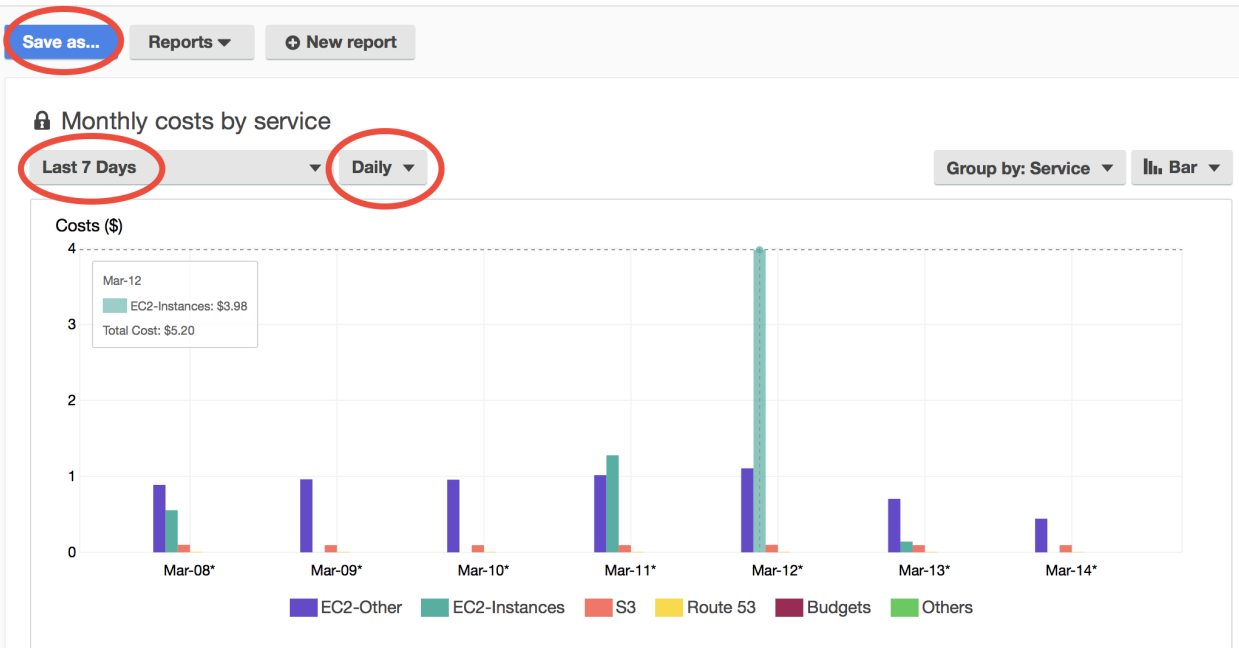 Save as... Reports New report
Monthly costs by service
Last 7 Days Daily Group by: Service Bar
Costs ($)
4
Mar-12
EC2-Instances: $3.98
Total Cost: $5.20
3
2
1
0
Mar-08* Mar-09* Mar-10* Mar-11* Mar-12* Mar-13* Mar-14*
EC2-Other EC2-Instances S3 Route 53 Budgets Others